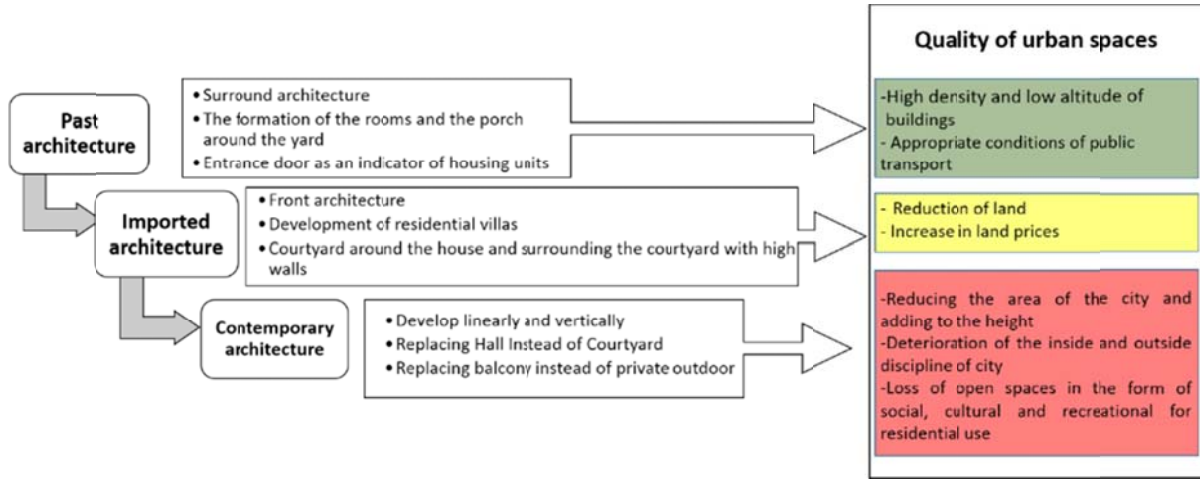 Quality of urban spaces
Past
architecture
• Surround architecture
• The formation of the rooms and the porch
around the yard
• Entrance door as an indicator of housing units
-High density and low altitude of
buildings
- Appropriate conditions of public
transport
Imported
architecture
• Front architecture
• Development of residential villas
• Courtyard around the house and surrounding the courtyard with high
walls
- Reduction of land
- Increase in land prices
Contemporary
architecture
• Develop linearly and vertically
• Replacing Hall Instead of Courtyard
• Replacing balcony instead of private outdoor
-Reducing the area of the city and
adding to the height
-Deterioration of the inside and outside
discipline of city
-Loss of open spaces in the form of
social, cultural and recreational for
residential use